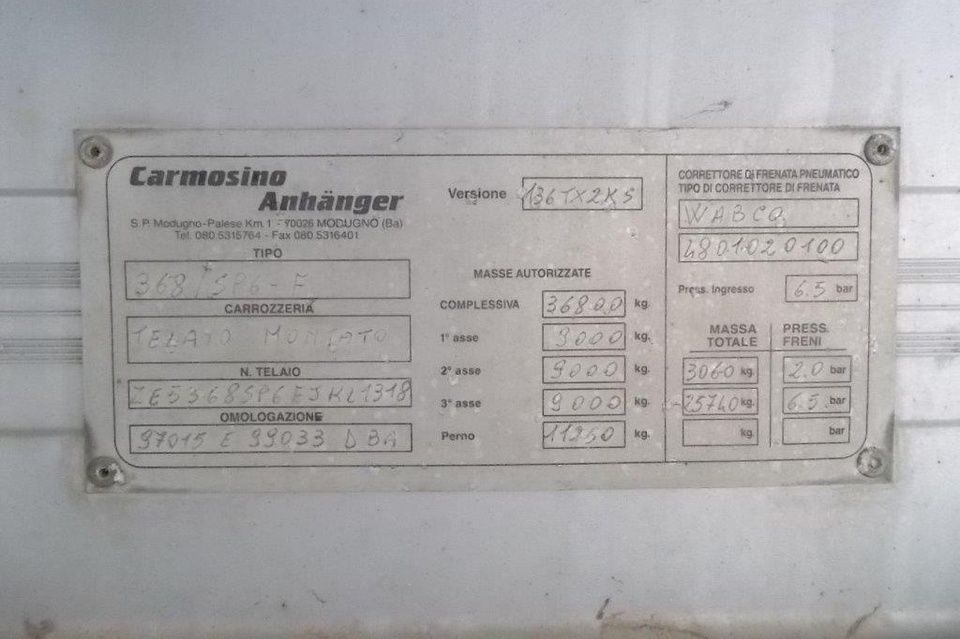 Carmosino
Anhänger
S.P. Modugno-Palese Km. 1 - 70026 MODUGNO (Ba)
Tel. 080.5315764 - Fax 080.5316401
TIPO
368/SP6-F
CARROZZERIA
TELAIO MONTATO
N. TELAIO
OMOLOGAZIONE
97015 E 99033 DBA
Versione 136TX2KS
MASSE AUTORIZZATE
COMPLESSIVA 36800 kg.
1° asse 9000 kg.
2° asse 9000 kg.
3° asse 9000 kg.
Perno 11250 kg.
CORRETTORE DI FRENATA PNEUMATICO
TIPO DI CORRETTORE DI FRENATA
WABCO
4801020100
Press. Ingresso 6.5 bar
MASSA TOTALE PRESS. FRENI
3060 kg. 2.0 bar
25740 kg. 6.5 bar
kg. bar